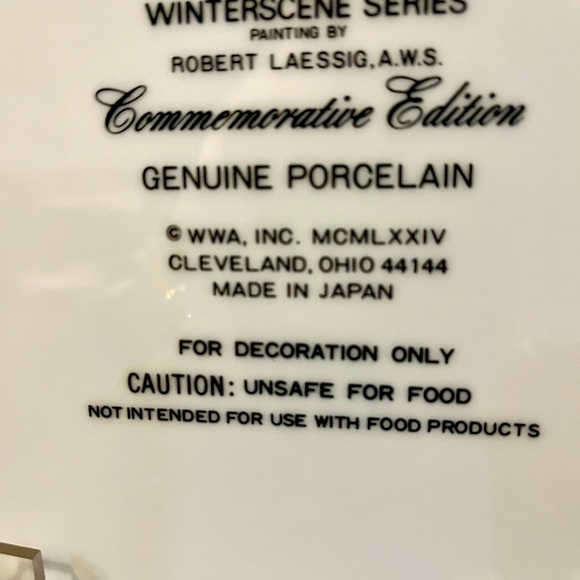 WINTERSCENE SERIES
PAINTING BY
ROBERT LAESSIG, A.W.S.
Commemorative Edition
GENUINE PORCELAIN
© WWA, INC. MCMLXXIV
CLEVELAND, OHIO 44144
MADE IN JAPAN
FOR DECORATION ONLY
CAUTION: UNSAFE FOR FOOD
NOT INTENDED FOR USE WITH FOOD PRODUCTS